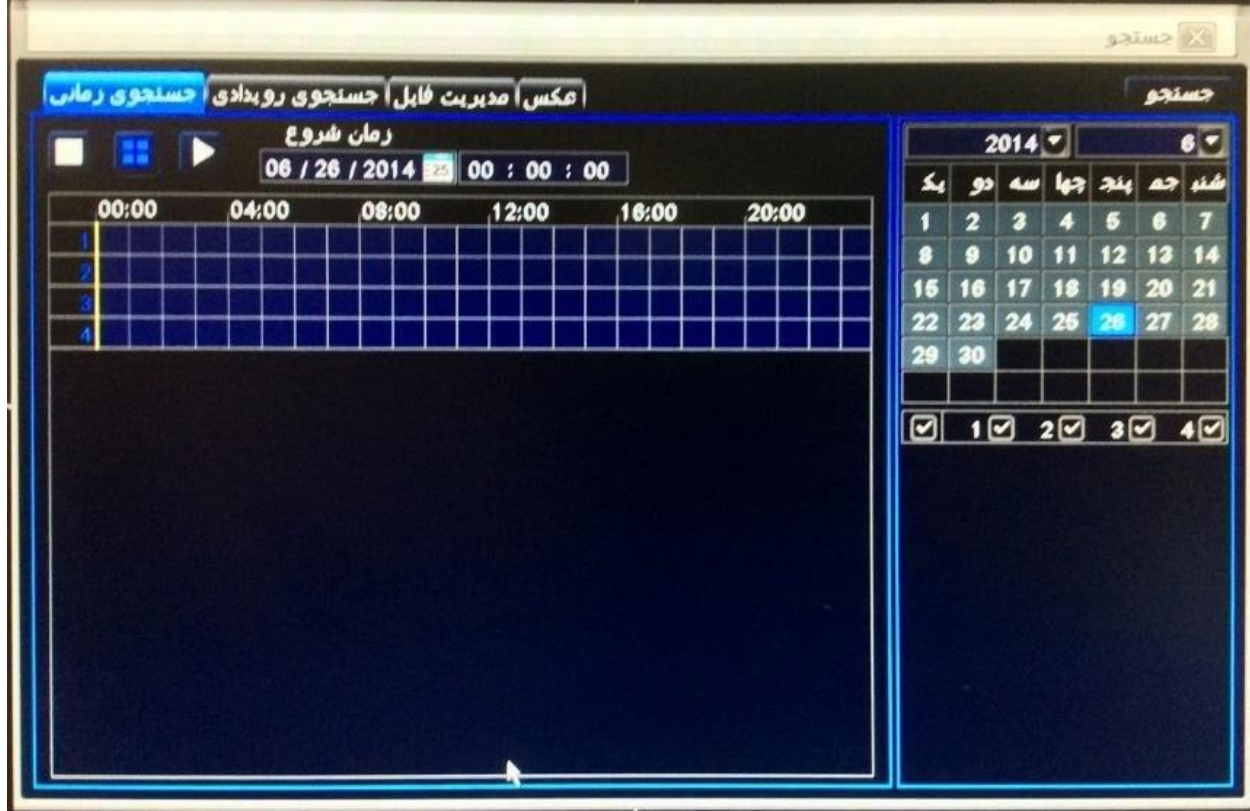 جستجو
جستجوی زمانی جستجوی رویدادی مدیریت فایل عکس
جستجو
زمان شروع
06 / 26 / 2014 25 00 : 00 : 00
00:00 04:00 08:00 12:00 16:00 20:00
1
2
3
4
2014 6
یک دو سه چها پنج جم شنب
1 2 3 4 5 6 7
8 9 10 11 12 13 14
15 16 17 18 19 20 21
22 23 24 25 26 27 28
29 30
1 2 3 4